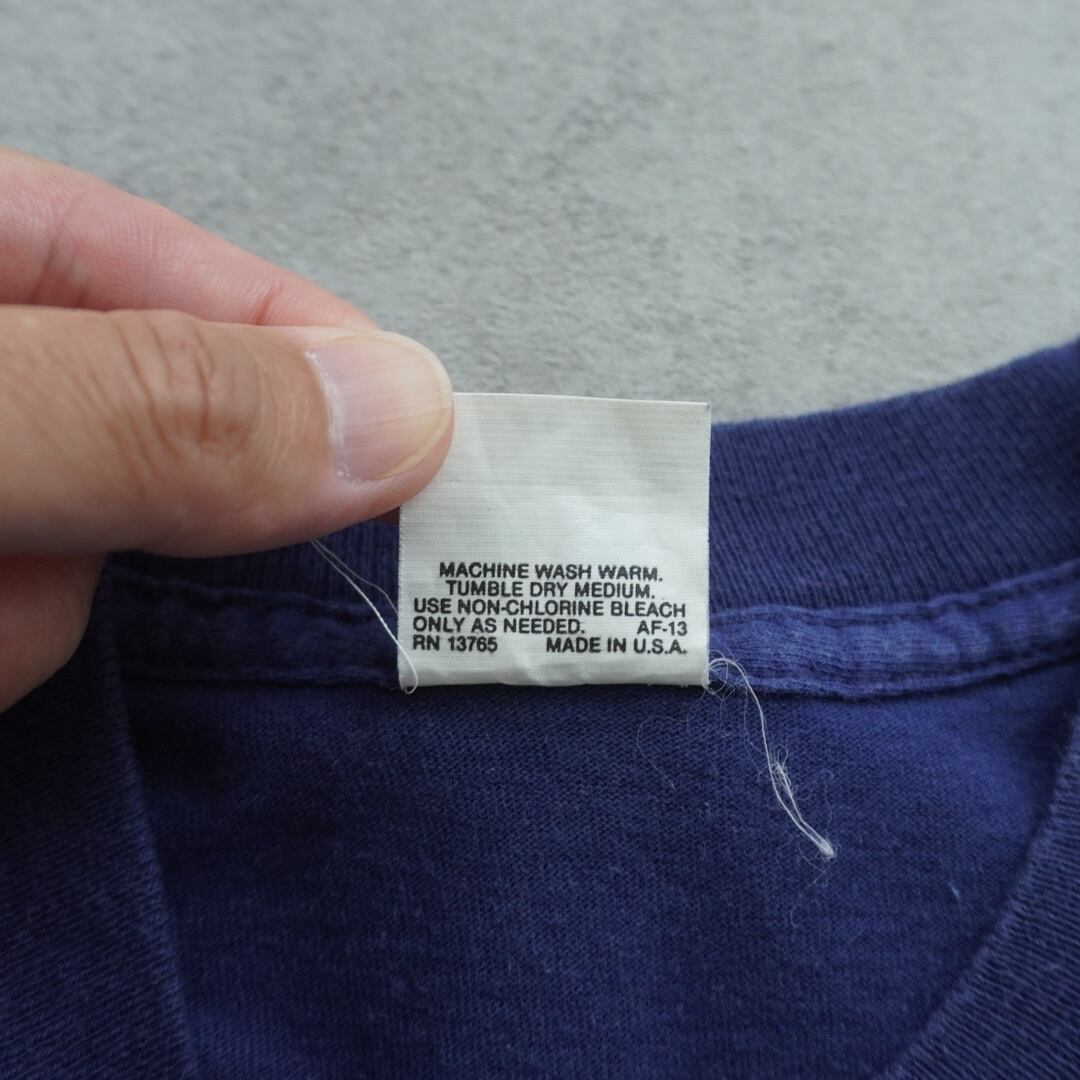 MACHINE WASH WARM.
TUMBLE DRY MEDIUM.
USE NON-CHLORINE BLEACH
ONLY AS NEEDED. AF-13
RN 13765 MADE IN U.S.A.